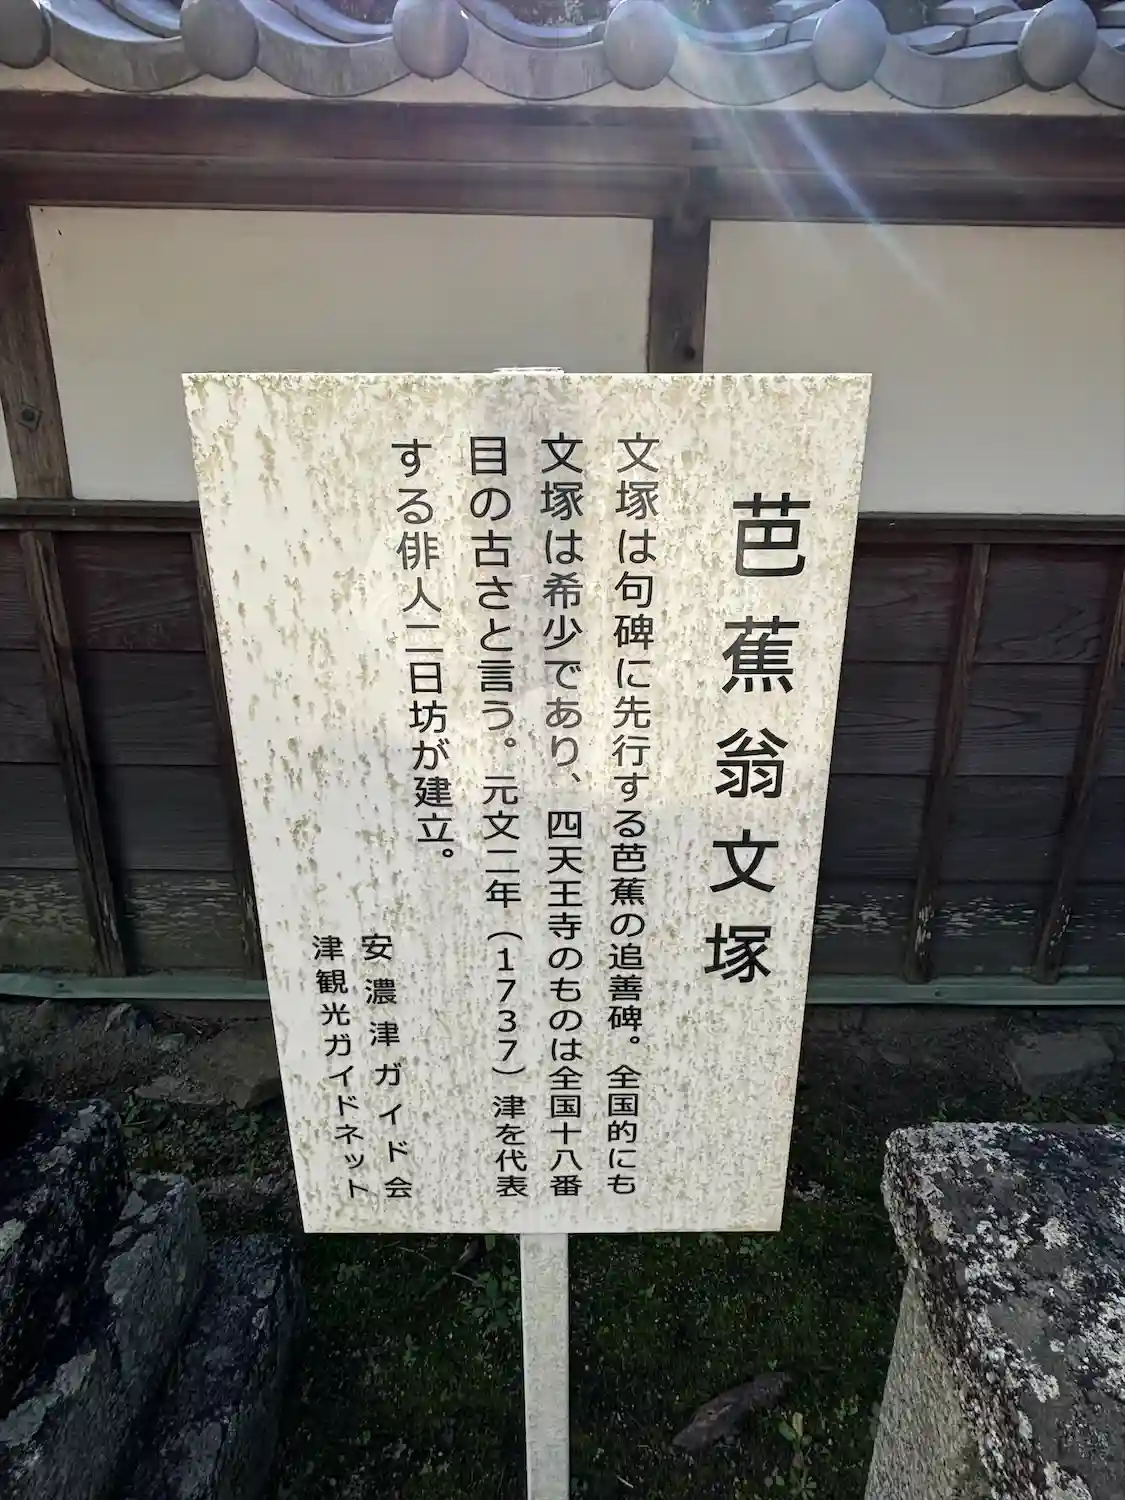 芭蕉翁文塚
文塚は句碑に先行する芭蕉の追善碑。全国的にも
文塚は希少であり、四天王寺のものは全国十八番
目の古さと言う。元文二年（1737）津を代表
する俳人二日坊が建立。
安濃津ガイド会
津観光ガイドネット